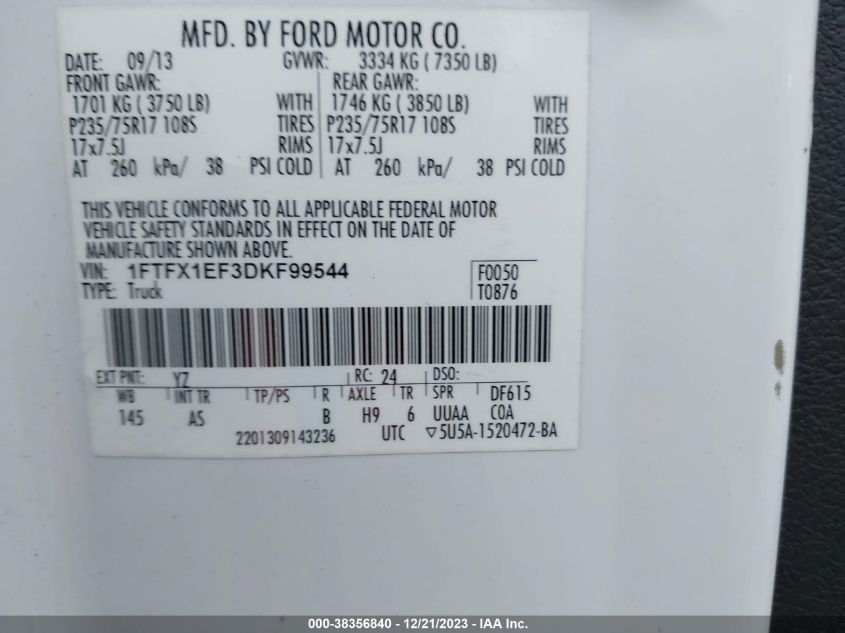 MFD. BY FORD MOTOR CO.
DATE: 09/13 GVWR: 3334 KG ( 7350 LB)
FRONT GAWR: REAR GAWR:
1701 KG ( 3750 LB) WITH 1746 KG ( 3850 LB) WITH
P235/75R17 108S TIRES P235/75R17 108S TIRES
17x7.5J RIMS 17x7.5J RIMS
AT 260 kPa/ 38 PSI COLD AT 260 kPa/ 38 PSI COLD
THIS VEHICLE CONFORMS TO ALL APPLICABLE FEDERAL MOTOR
VEHICLE SAFETY STANDARDS IN EFFECT ON THE DATE OF
MANUFACTURE SHOWN ABOVE.
VIN: 1FTFX1EF3DKF99544 F0050
TYPE: Truck T0876
EXT PNT: YZ RC: 24 DSO:
WB INT TR TP/PS R AXLE TR SPR DF615
145 AS B H9 6 UUAA C0A
2201309143236 UTC ▽5U5A-1520472-BA
000-38356840 - 12/21/2023 - IAA Inc.